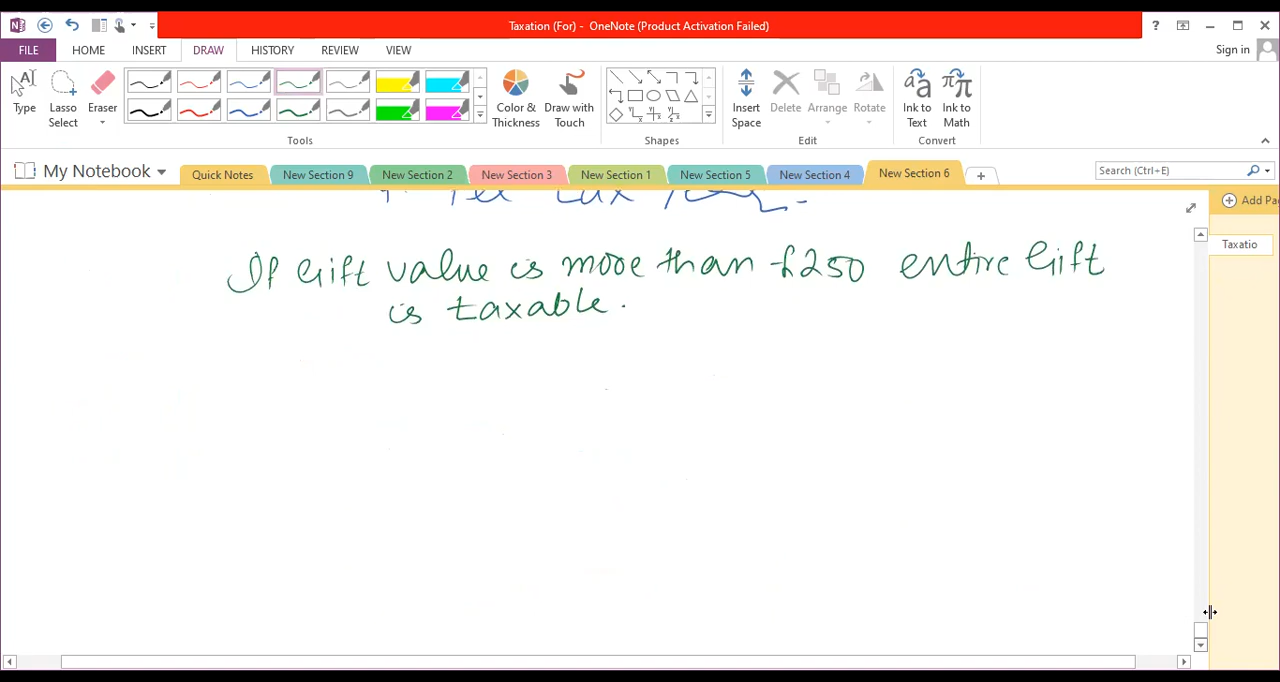 Taxation (For) - OneNote (Product Activation Failed)
?
Sign in
FILE HOME INSERT DRAW HISTORY REVIEW VIEW
Type
Lasso Select
Eraser
Color & Thickness
Draw with Touch
Insert Space
Delete
Arrange
Rotate
Ink to Text
Ink to Math
Tools
Shapes
Edit
Convert
My Notebook
Quick Notes
New Section 9
New Section 2
New Section 3
New Section 1
New Section 5
New Section 4
New Section 6
Search (Ctrl+E)
Add Pa
Taxatio
Per tax
If Gift value is more than £250 entire Gift
is taxable.